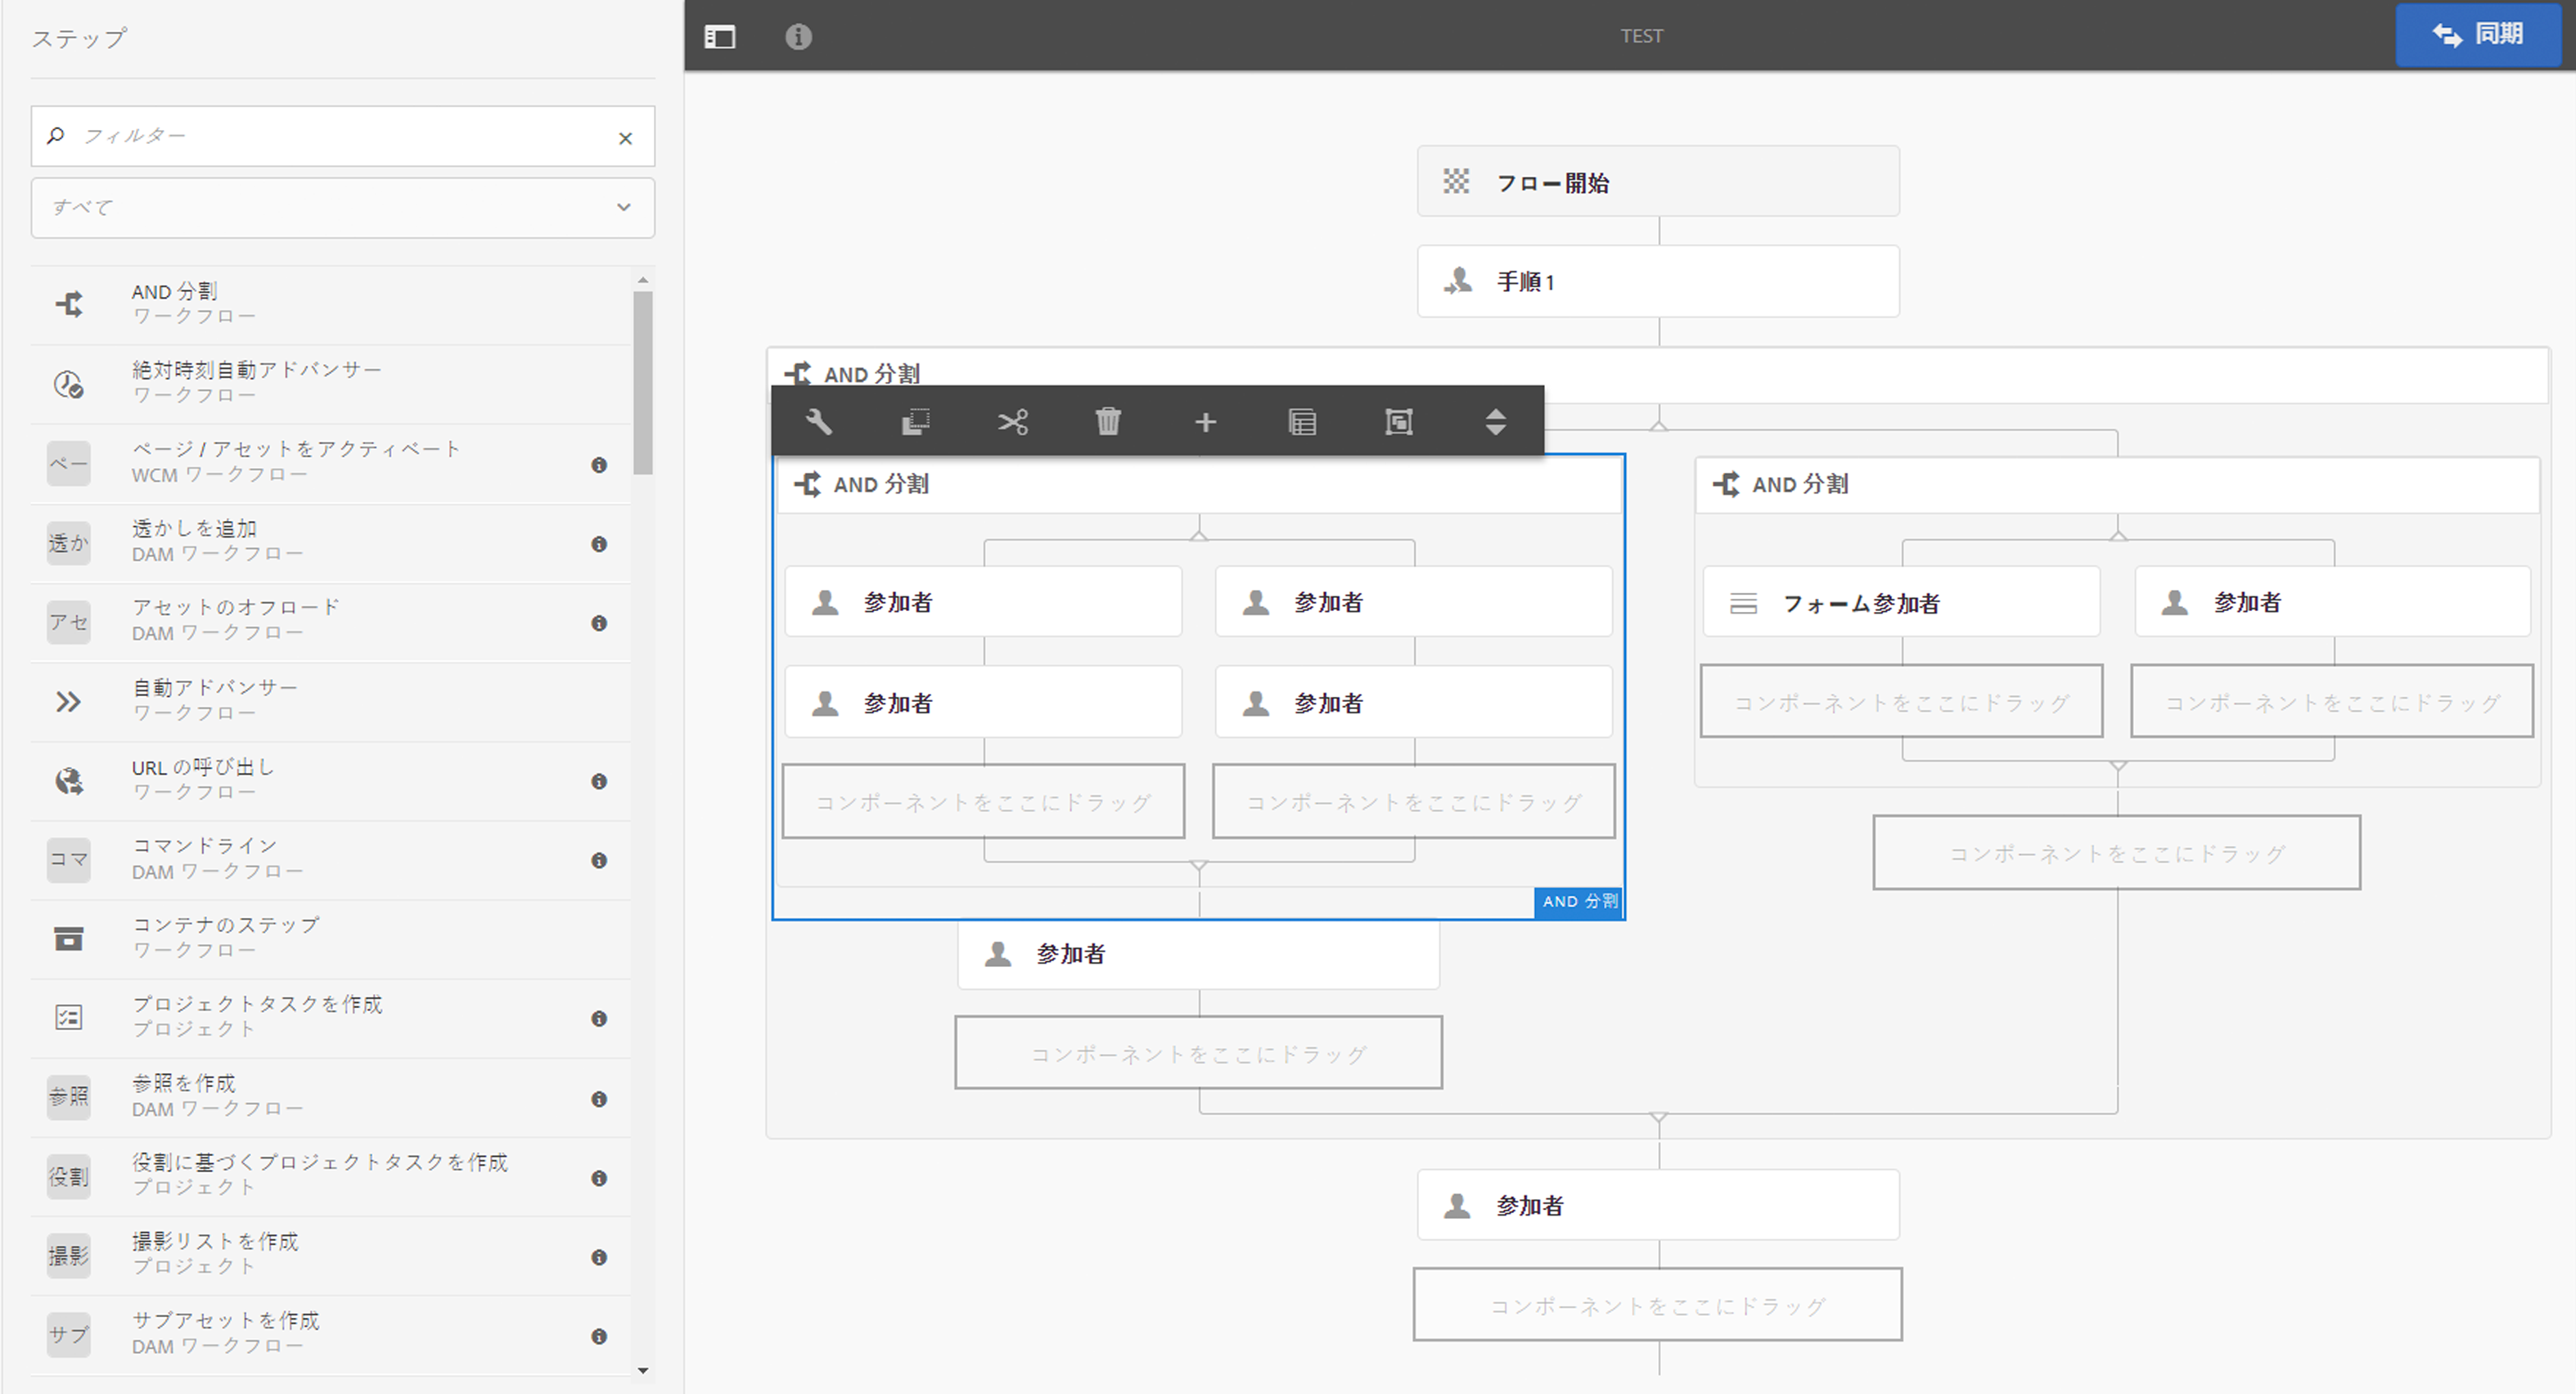 ステップ
フィルター
すべて
AND 分割
ワークフロー
絶対時刻自動アドバンサー
ワークフロー
ペー
ページ / アセットをアクティベート
WCM ワークフロー
透か
透かしを追加
DAM ワークフロー
アセ
アセットのオフロード
DAM ワークフロー
自動アドバンサー
ワークフロー
URL の呼び出し
ワークフロー
コマ
コマンドライン
DAM ワークフロー
コンテナのステップ
ワークフロー
プロジェクトタスクを作成
プロジェクト
参照
参照を作成
DAM ワークフロー
役割
役割に基づくプロジェクトタスクを作成
プロジェクト
撮影
撮影リストを作成
プロジェクト
サブ
サブアセットを作成
DAM ワークフロー
TEST
同期
フロー開始
手順 1
AND 分割
AND 分割
AND 分割
参加者
参加者
フォーム参加者
参加者
参加者
参加者
コンポーネントをここにドラッグ
コンポーネントをここにドラッグ
コンポーネントをここにドラッグ
コンポーネントをここにドラッグ
コンポーネントをここにドラッグ
AND 分割
参加者
コンポーネントをここにドラッグ
参加者
コンポーネントをここにドラッグ